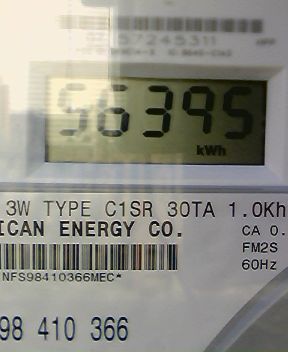 57245311
56395
kWh
3W TYPE C1SR 30TA 1.0Kh
ICAN ENERGY CO.
CA 0.
FM2S
60Hz
NFS98410366MEC*
98 410 366